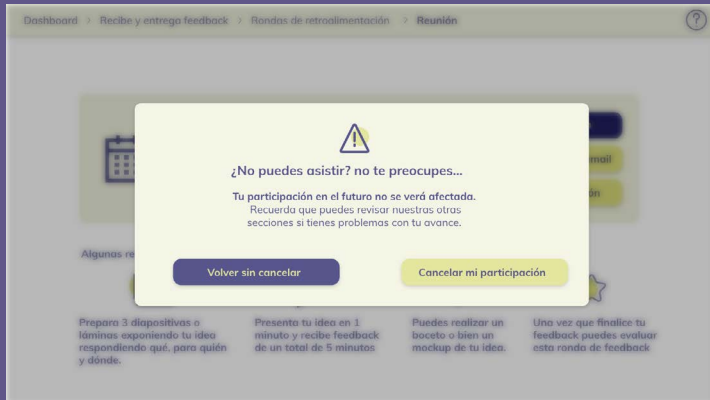 Dashboard > Recibe y entrega feedback > Rondas de retroalimentación > Reunión
?
¿No puedes asistir? no te preocupes...
Tu participación en el futuro no se verá afectada.
Recuerda que puedes revisar nuestras otras
secciones si tienes problemas con tu avance.
Volver sin cancelar
Cancelar mi participación
Algunas
Prepara 3 diapositivas o
láminas exponiendo tu idea
respondiendo qué, para quién
y dónde.
Presenta tu idea en 1
minuto y recibe feedback
de un total de 5 minutos
Puedes realizar un
boceto o bien un
mockup de tu idea.
Una vez que finalice tu
feedback puedes evaluar
esta ronda de feedback